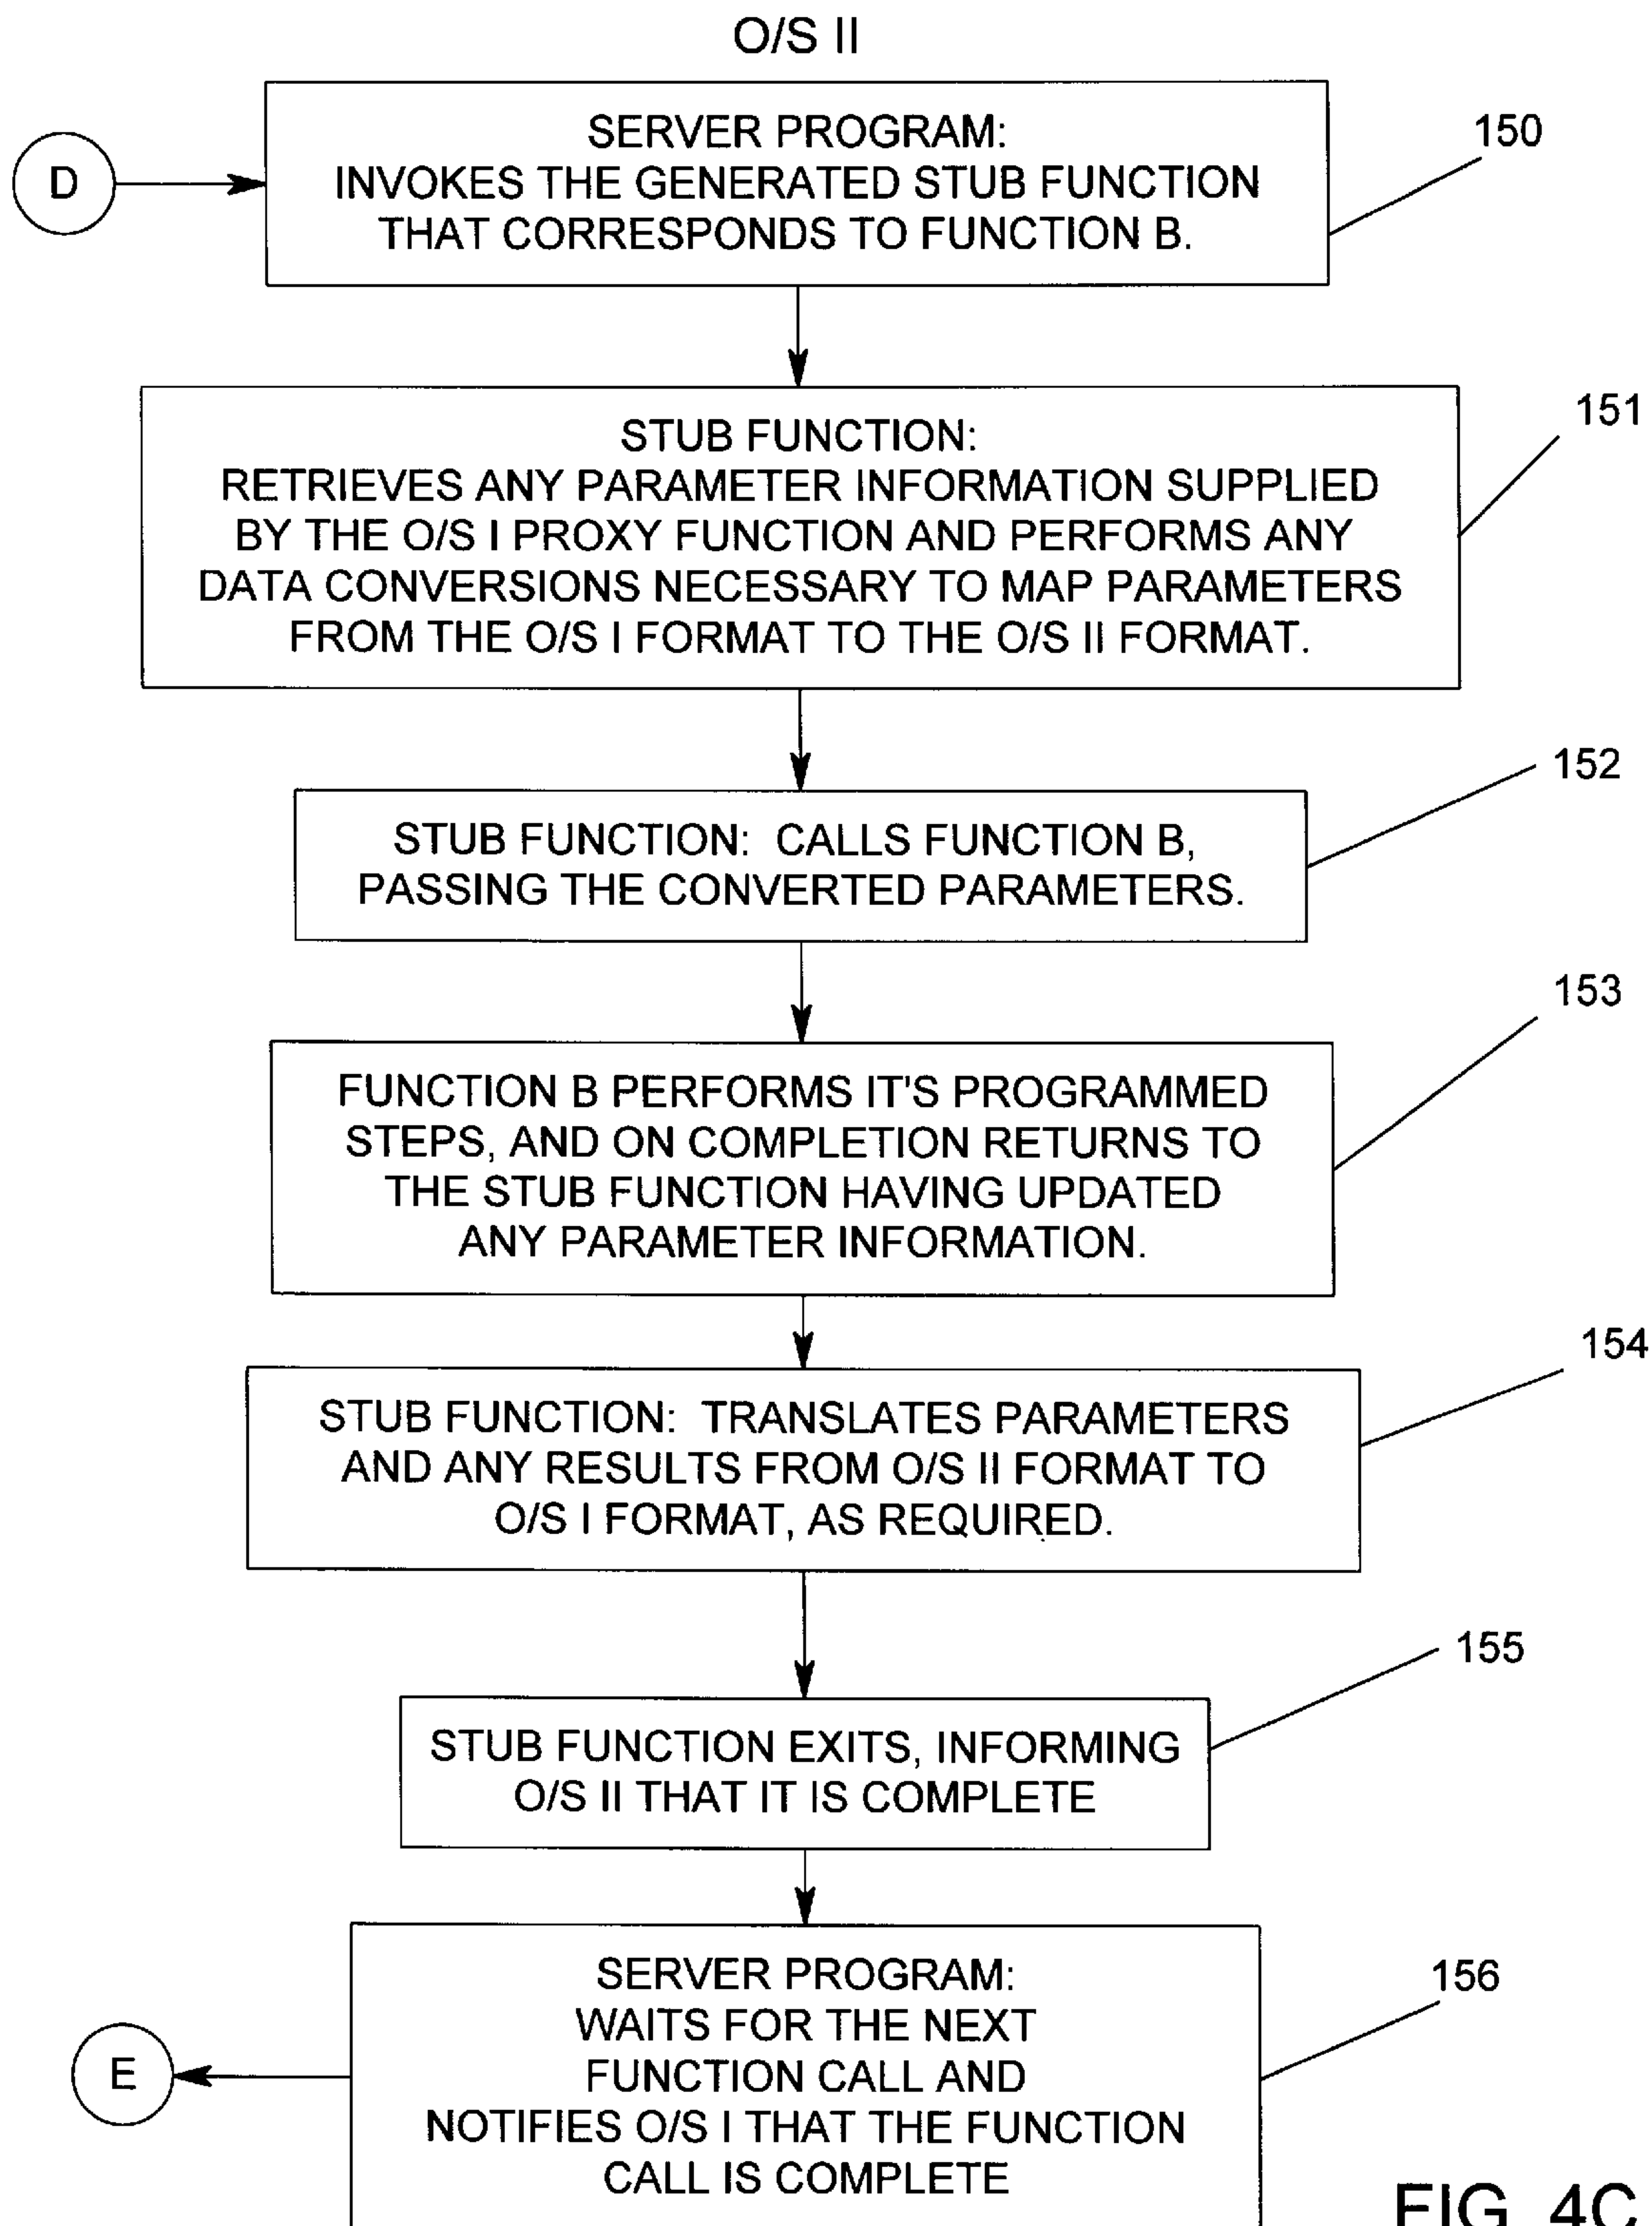 O/S II
D
SERVER PROGRAM:
INVOKES THE GENERATED STUB FUNCTION
THAT CORRESPONDS TO FUNCTION B.
150
STUB FUNCTION:
RETRIEVES ANY PARAMETER INFORMATION SUPPLIED
BY THE O/S I PROXY FUNCTION AND PERFORMS ANY
DATA CONVERSIONS NECESSARY TO MAP PARAMETERS
FROM THE O/S I FORMAT TO THE O/S II FORMAT.
151
STUB FUNCTION: CALLS FUNCTION B,
PASSING THE CONVERTED PARAMETERS.
152
FUNCTION B PERFORMS IT'S PROGRAMMED
STEPS, AND ON COMPLETION RETURNS TO
THE STUB FUNCTION HAVING UPDATED
ANY PARAMETER INFORMATION.
153
STUB FUNCTION: TRANSLATES PARAMETERS
AND ANY RESULTS FROM O/S II FORMAT TO
O/S I FORMAT, AS REQUIRED.
154
STUB FUNCTION EXITS, INFORMING
O/S II THAT IT IS COMPLETE
155
SERVER PROGRAM:
WAITS FOR THE NEXT
FUNCTION CALL AND
NOTIFIES O/S I THAT THE FUNCTION
CALL IS COMPLETE
156
E
FIG. 4C